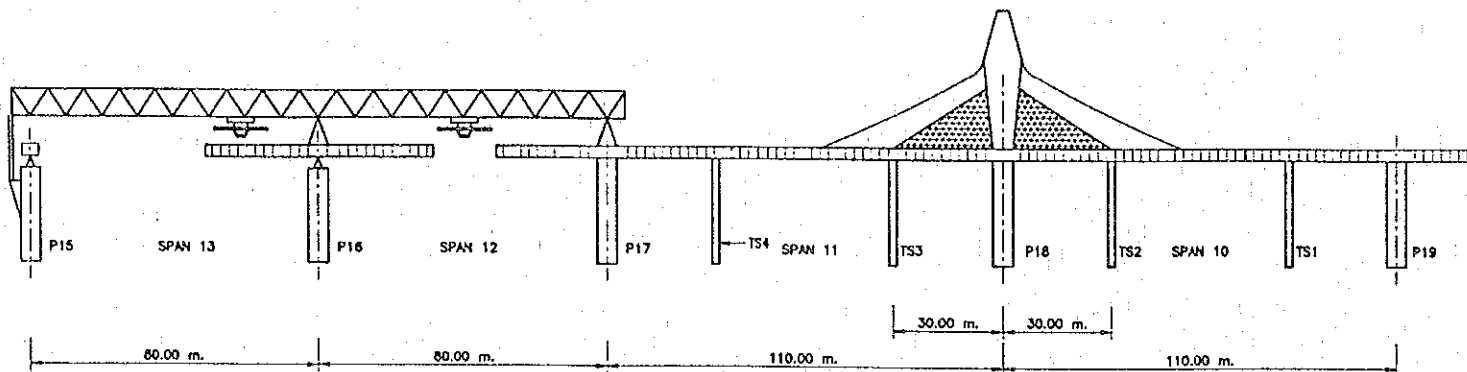 P15
SPAN 13
P16
SPAN 12
P17
TS4
SPAN 11
TS3
P18
TS2
SPAN 10
TS1
P19
30.00 m.
30.00 m.
80.00 m.
80.00 m.
110.00 m.
110.00 m.